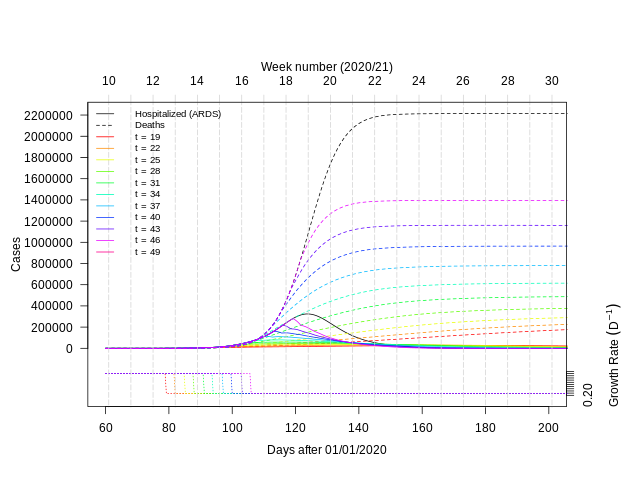 Week number (2020/21)
10 12 14 16 18 20 22 24 26 28 30
Cases
2200000
2000000
1800000
1600000
1400000
1200000
1000000
800000
600000
400000
200000
0
Hospitalized (ARDS)
Deaths
t = 19
t = 22
t = 25
t = 28
t = 31
t = 34
t = 37
t = 40
t = 43
t = 46
t = 49
0.20
Growth Rate (D⁻¹)
60 80 100 120 140 160 180 200
Days after 01/01/2020